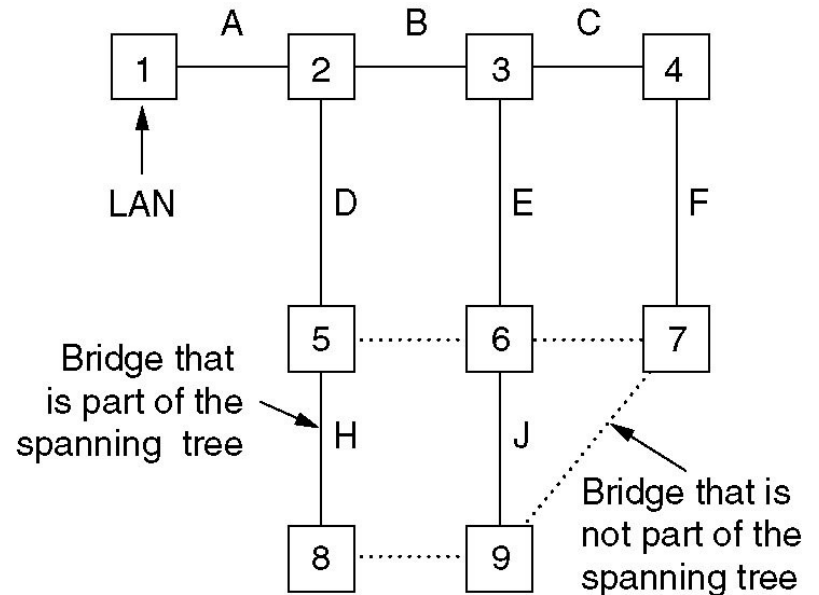 A B C
1 2 3 4
LAN D E F
5 6 7
Bridge that
is part of the
spanning tree
H J
Bridge that is
not part of the
spanning tree
8 9